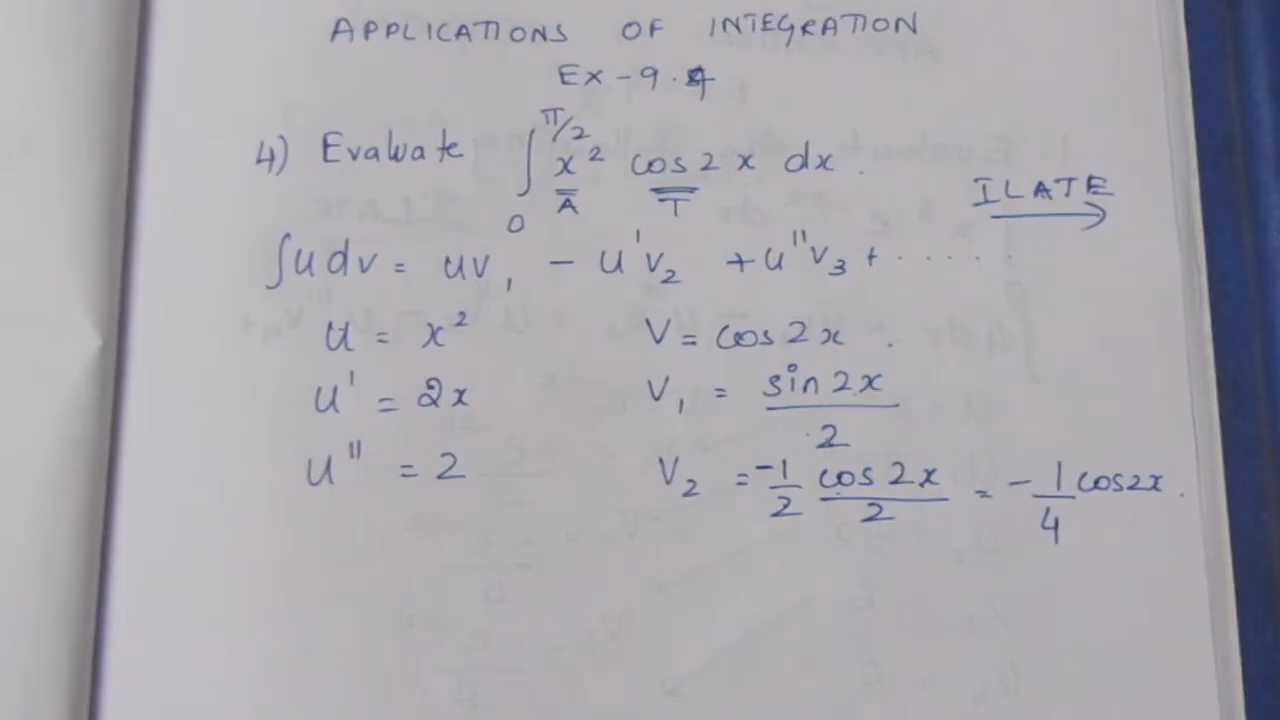 APPLICATIONS OF INTEGRATION
Ex - 9.4
4) Evaluate ∫₀^(π/2) x² cos 2x dx.
A T
ILATE
∫u dv = uv₁ - u'v₂ + u''v₃ + ......
u = x² V = cos 2x .
u' = 2x V₁ = sin 2x / 2
u'' = 2 V₂ = -1/2 cos 2x / 2 = - 1/4 cos2x .